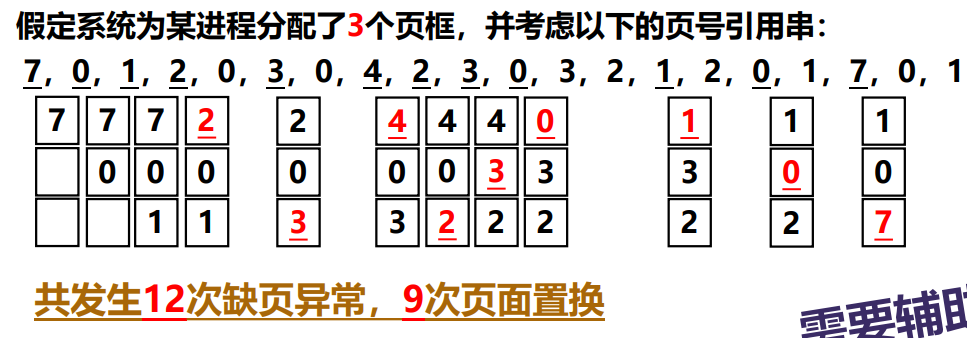 假定系统为某进程分配了3个页框，并考虑以下的页号引用串：
7，0，1，2，0，3，0，4，2，3，0，3，2，1，2，0，1，7，0，1
7 7 7 2 2 4 4 4 0 1 1 1
0 0 0 0 0 0 3 3 3 0 0
1 1 3 3 2 2 2 2 2 7
共发生12次缺页异常，9次页面置换
需要辅助